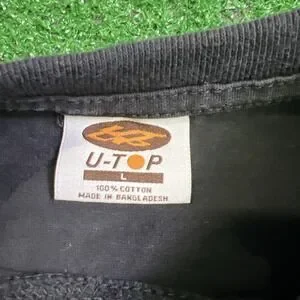 U-TOP
L
100% COTTON
MADE IN BANGLADESH